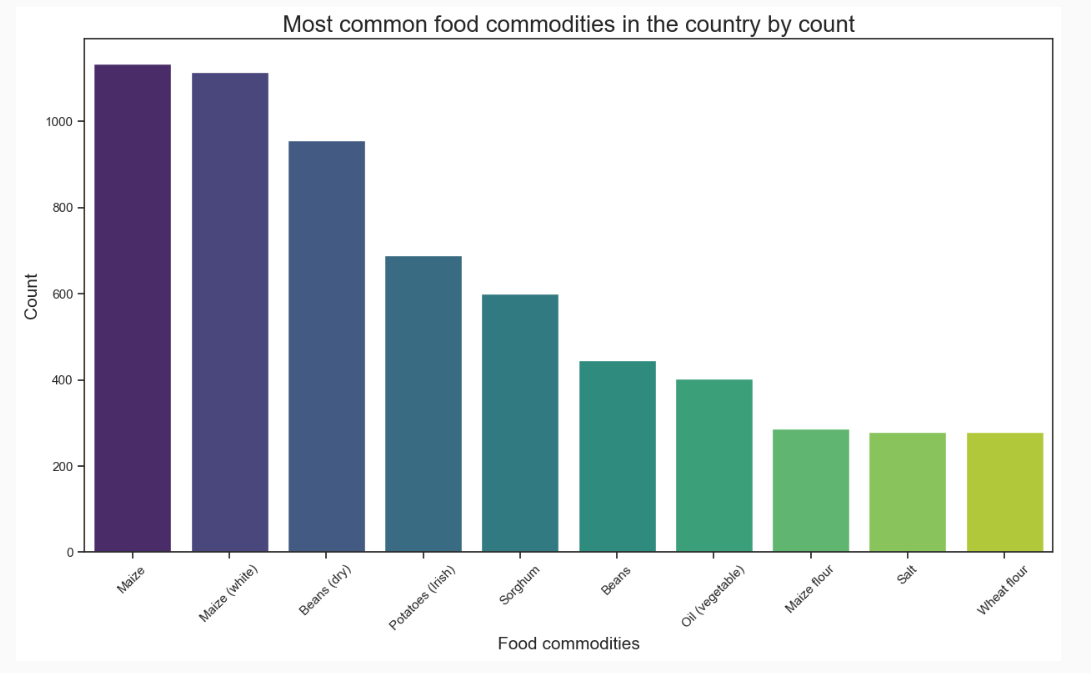 Most common food commodities in the country by count
Count
1000
800
600
400
200
0
Maize
Maize (white)
Beans (dry)
Potatoes (Irish)
Sorghum
Beans
Oil (vegetable)
Maize flour
Salt
Wheat flour
Food commodities